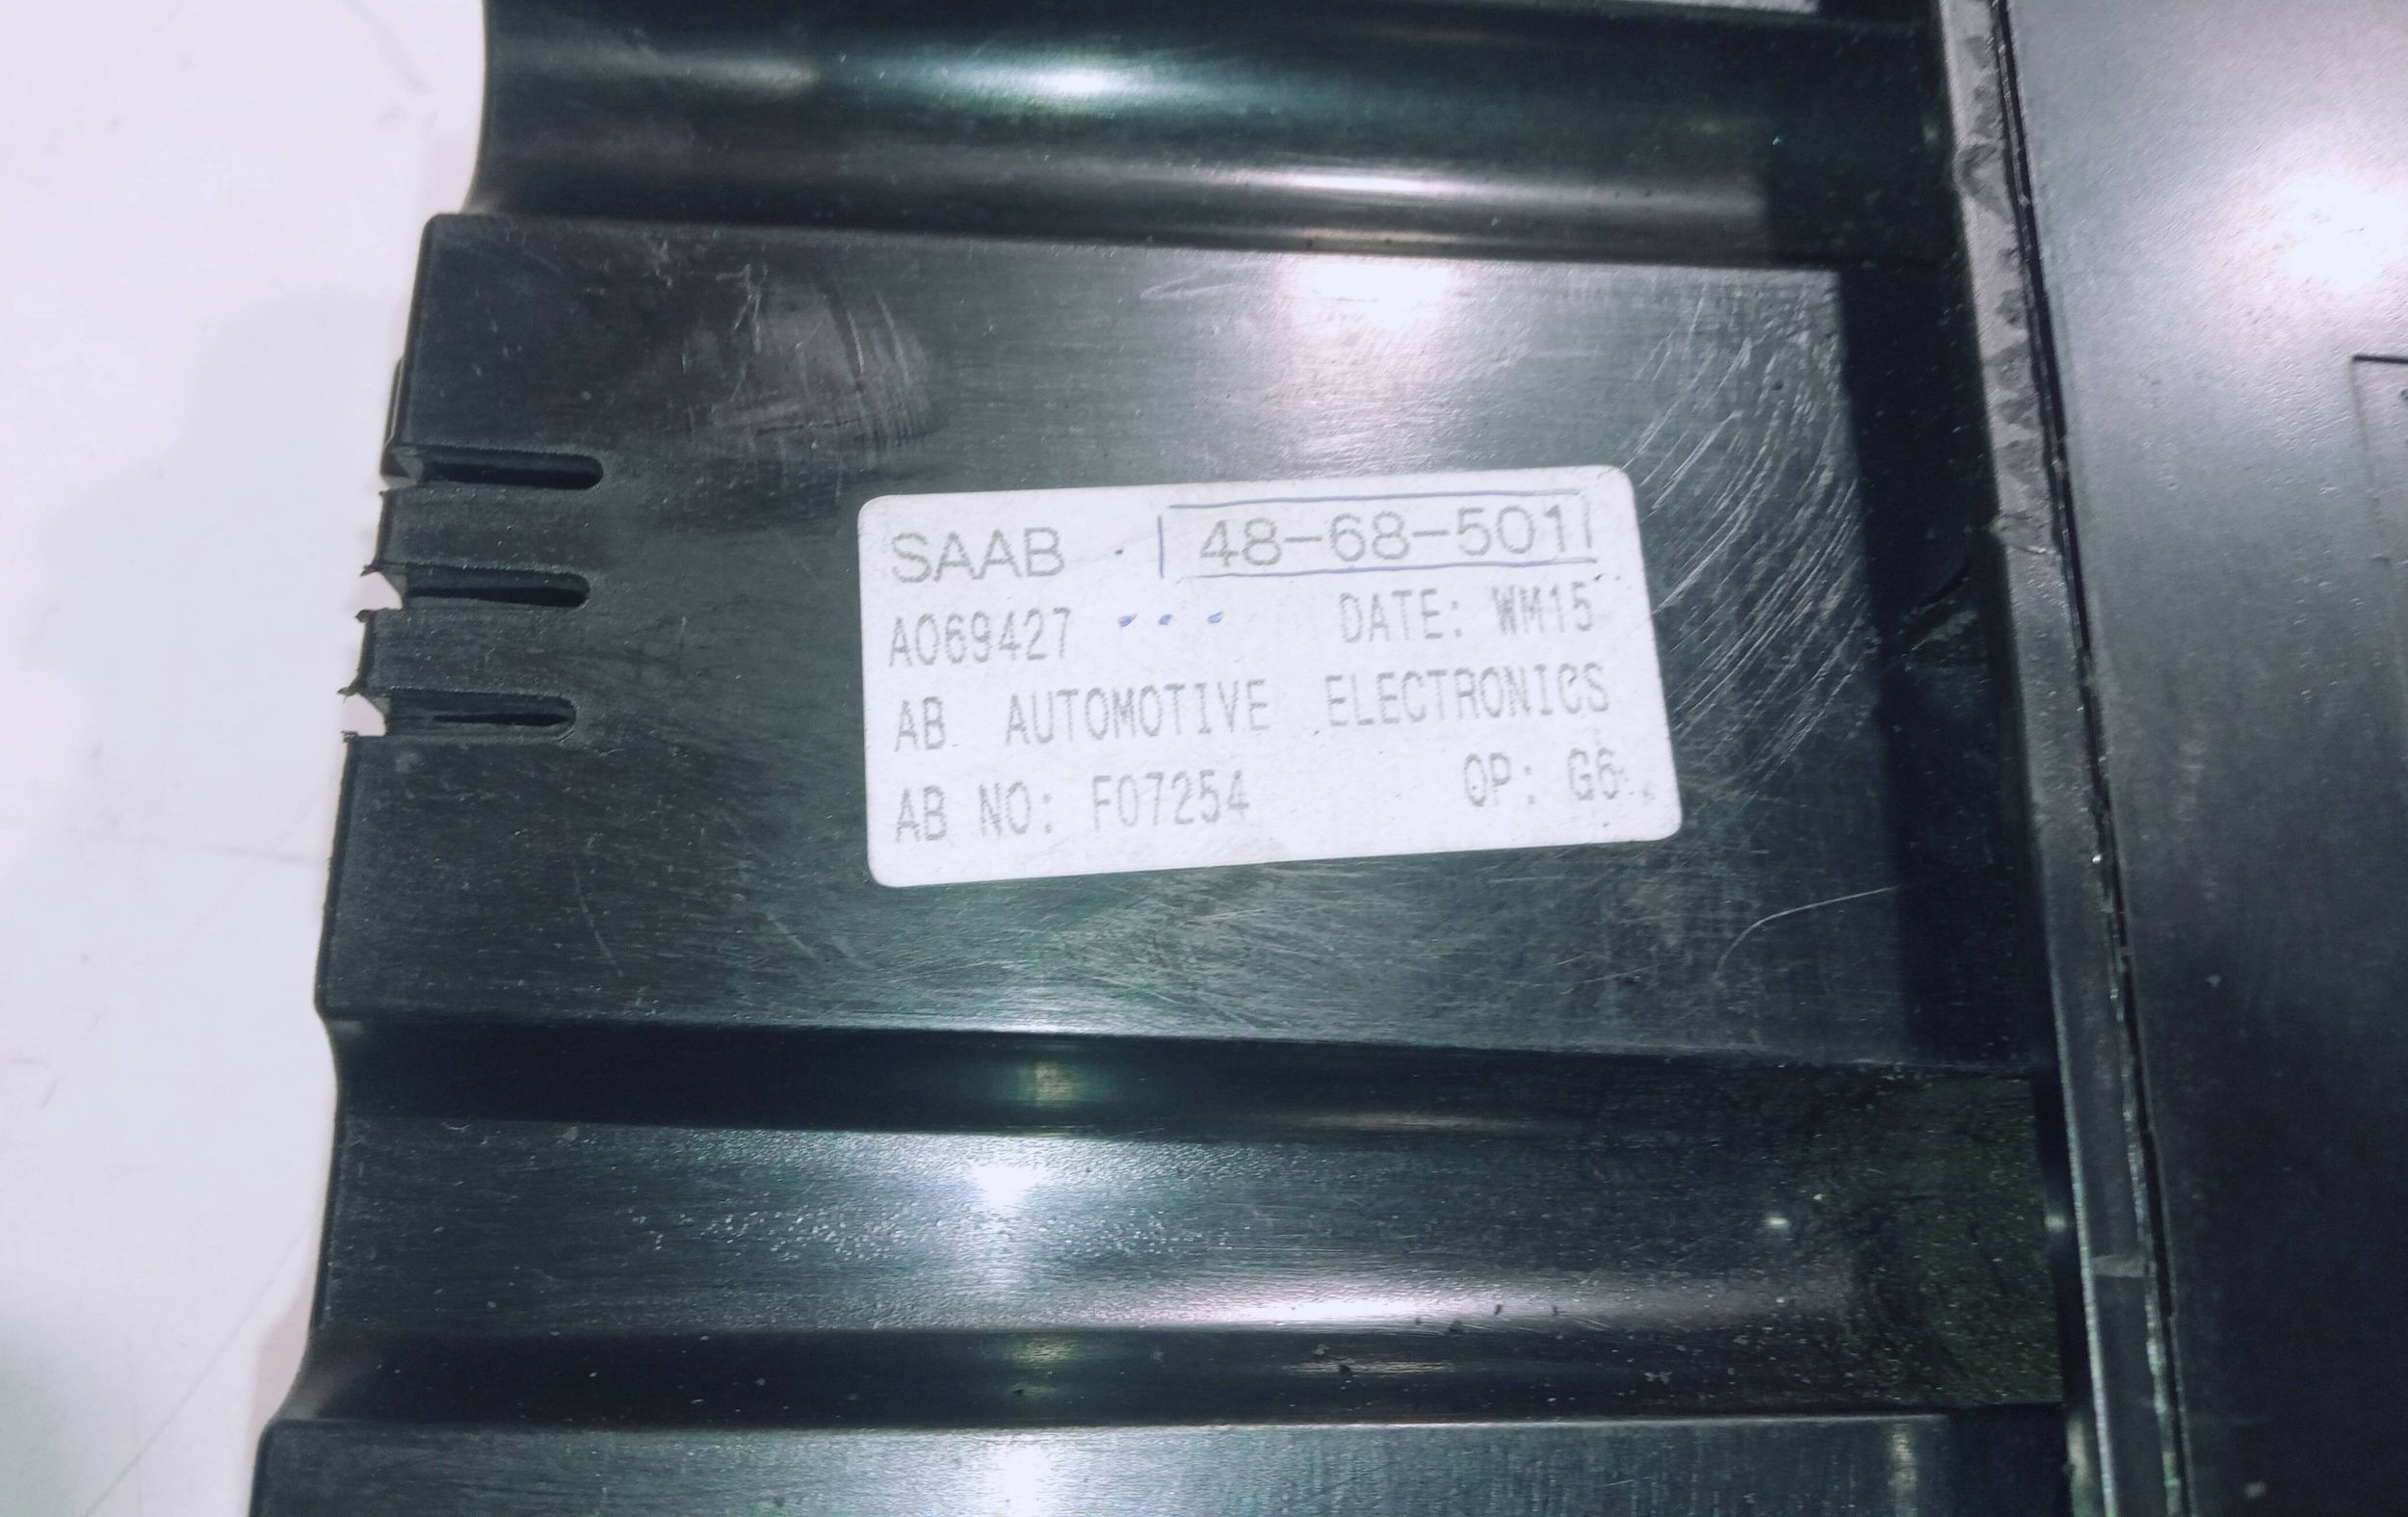 SAAB 48-68-501
A069427 DATE: WM15
AB AUTOMOTIVE ELECTRONICS
AB NO: F07254 OP: G6